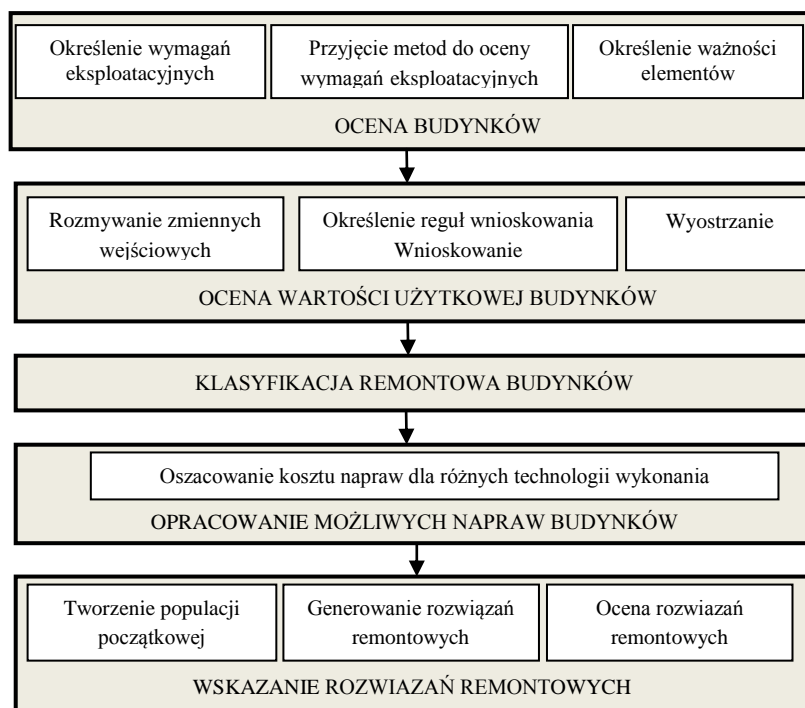 Określenie wymagań
eksploatacyjnych
Przyjęcie metod do oceny
wymagań eksploatacyjnych
Określenie ważności
elementów
OCENA BUDYNKÓW
Rozmywanie zmiennych
wejściowych
Określenie reguł wnioskowania
Wnioskowanie
Wyostrzanie
OCENA WARTOŚCI UŻYTKOWEJ BUDYNKÓW
KLASYFIKACJA REMONTOWA BUDYNKÓW
Oszacowanie kosztu napraw dla różnych technologii wykonania
OPRACOWANIE MOŻLIWYCH NAPRAW BUDYNKÓW
Tworzenie populacji
początkowej
Generowanie rozwiązań
remontowych
Ocena rozwiazań
remontowych
WSKAZANIE ROZWIAZAŃ REMONTOWYCH